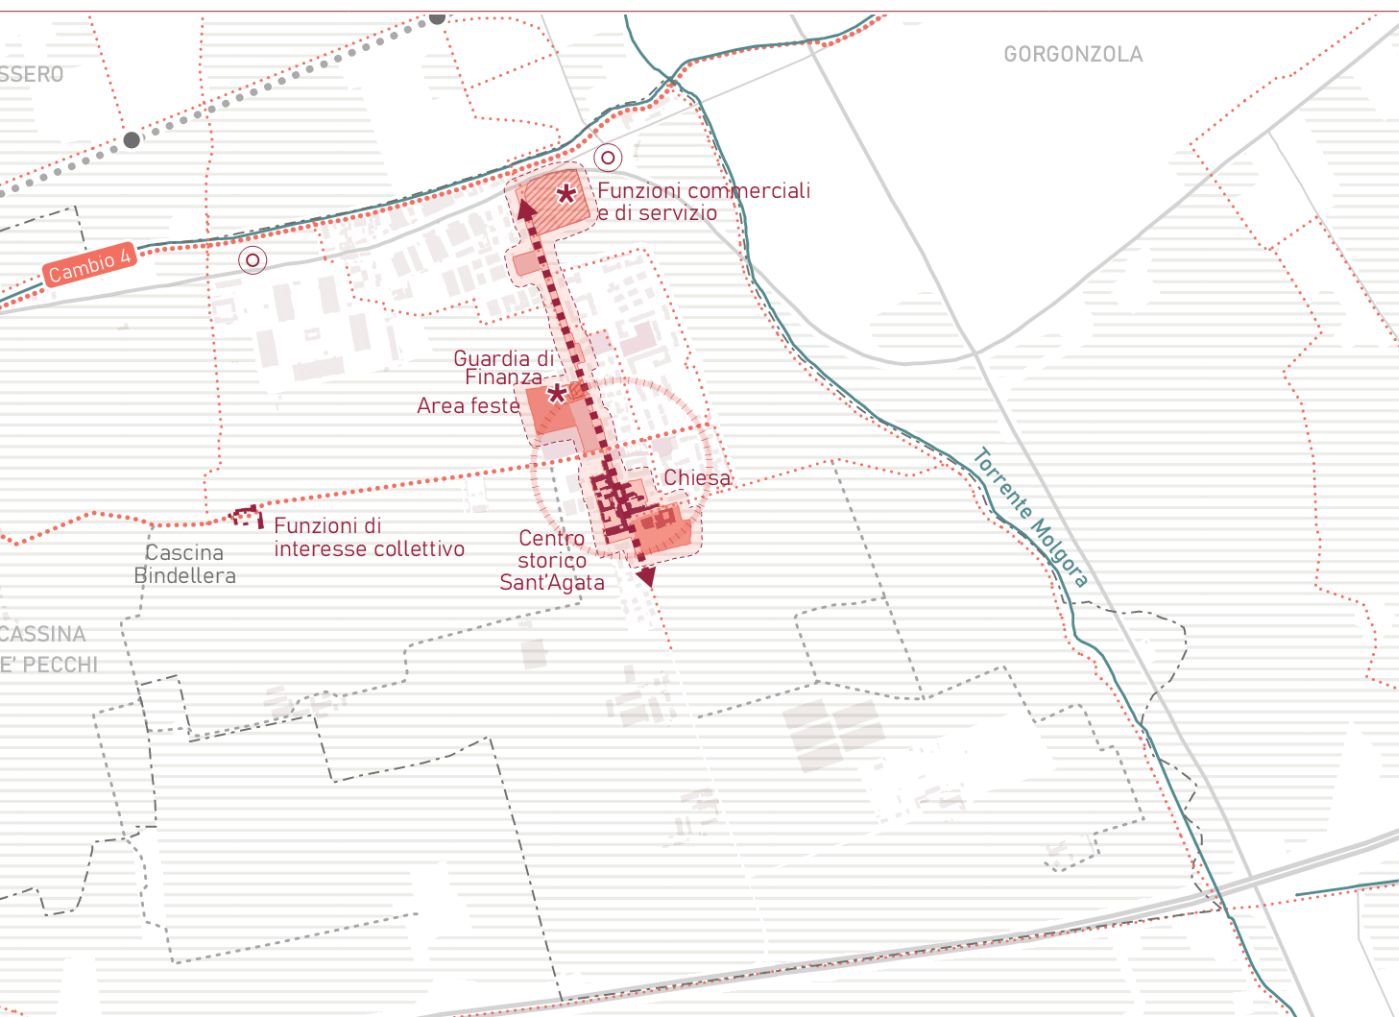 GORGONZOLA
SSERO
Funzioni commerciali
e di servizio
Cambio 4
Guardia di
Finanza
Area feste
Chiesa
Torrente Molgora
Funzioni di
interesse collettivo
Centro
storico
Sant'Agata
Cascina
Bindellera
CASSINA
E' PECCHI